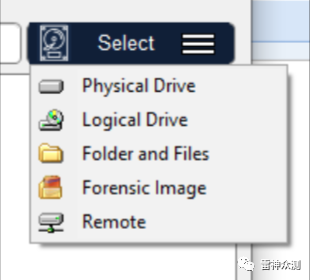 Select
Physical Drive
Logical Drive
Folder and Files
Forensic Image
Remote
雷神众测